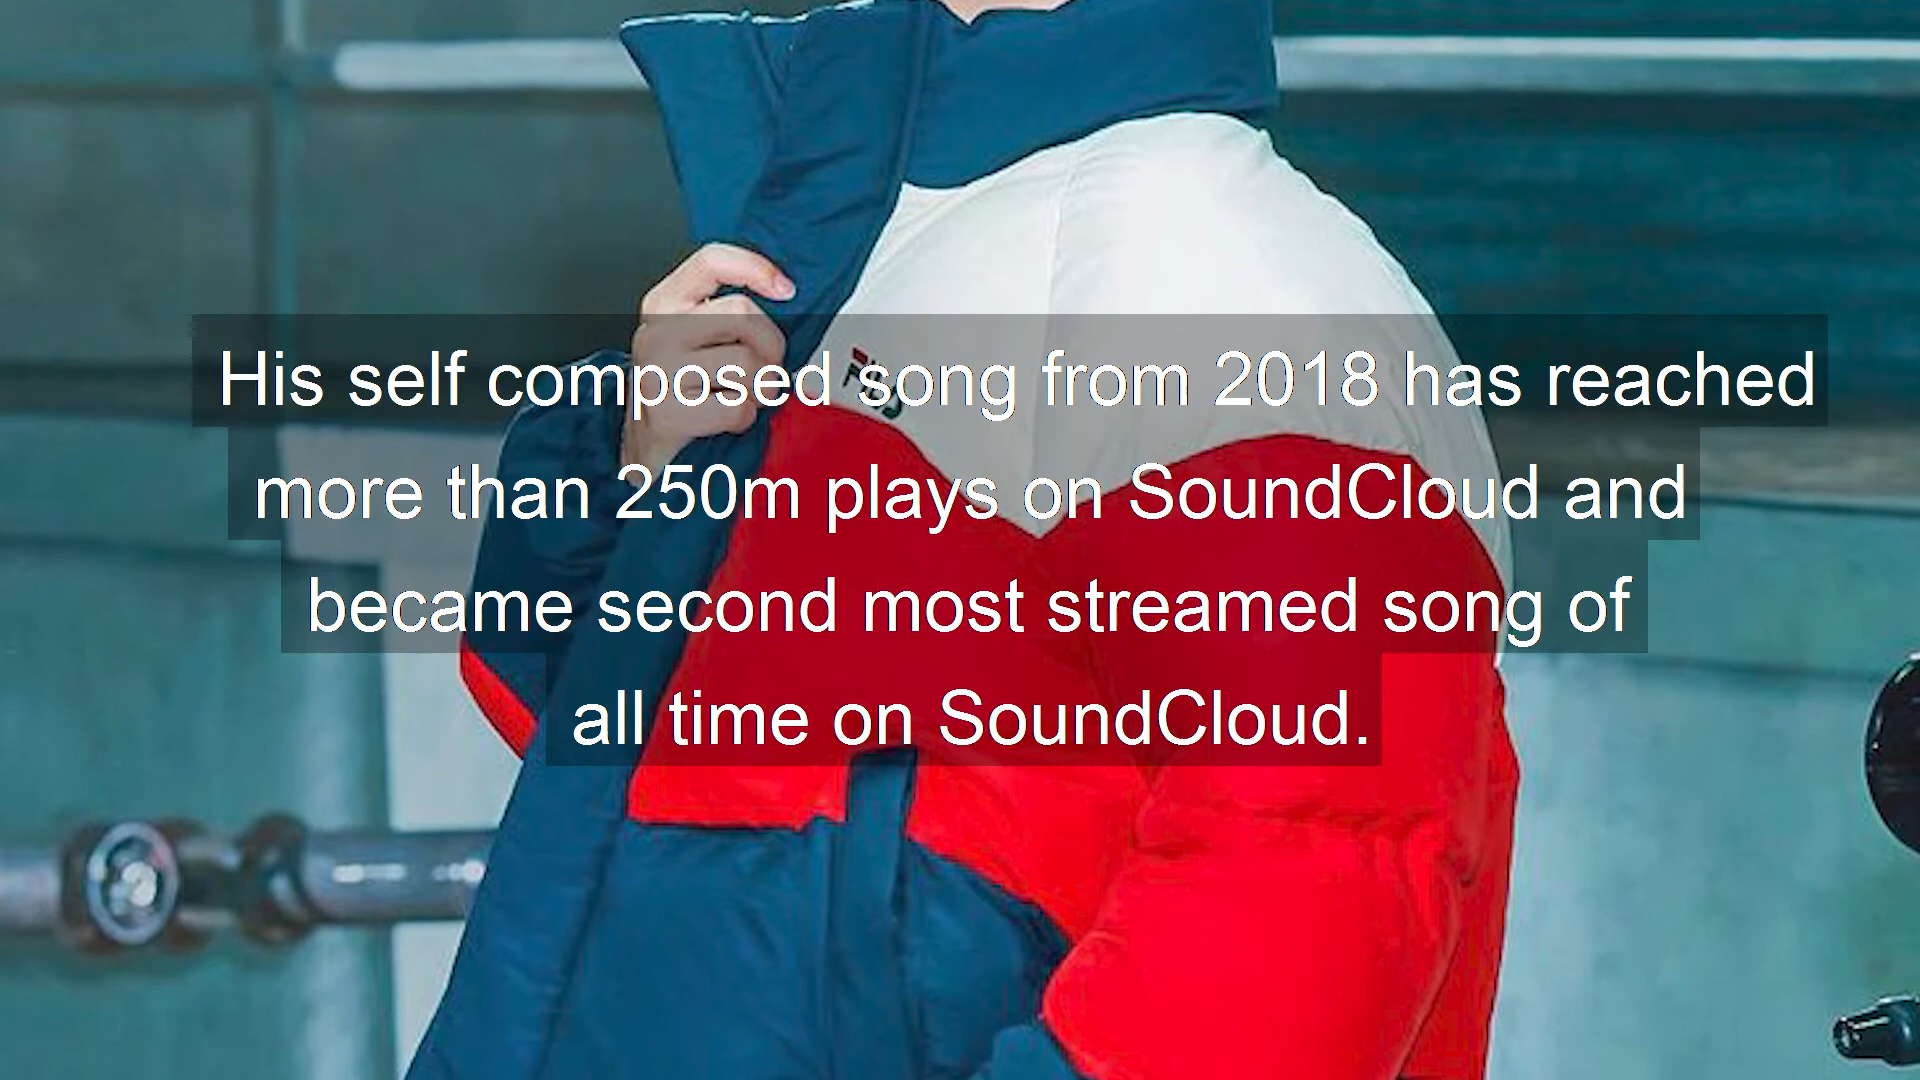 His self composed song from 2018 has reached
more than 250m plays on SoundCloud and
became second most streamed song of
all time on SoundCloud.